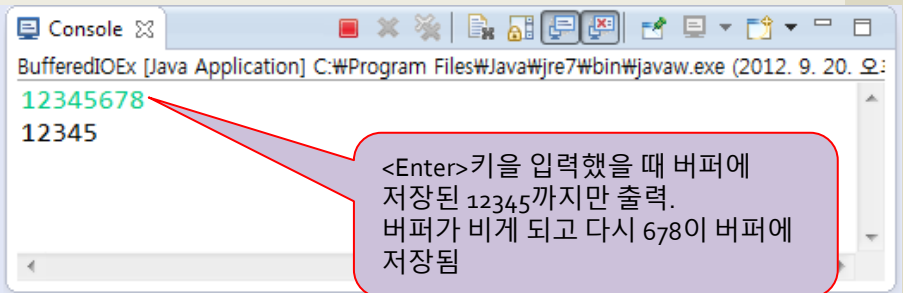 Console
BufferedIOEx [Java Application] C:₩Program Files₩Java₩jre7₩bin₩javaw.exe (2012. 9. 20.
12345678
12345
<Enter>키을 입력했을 때 버퍼에
저장된 12345까지만 출력.
버퍼가 비게 되고 다시 678이 버퍼에
저장됨